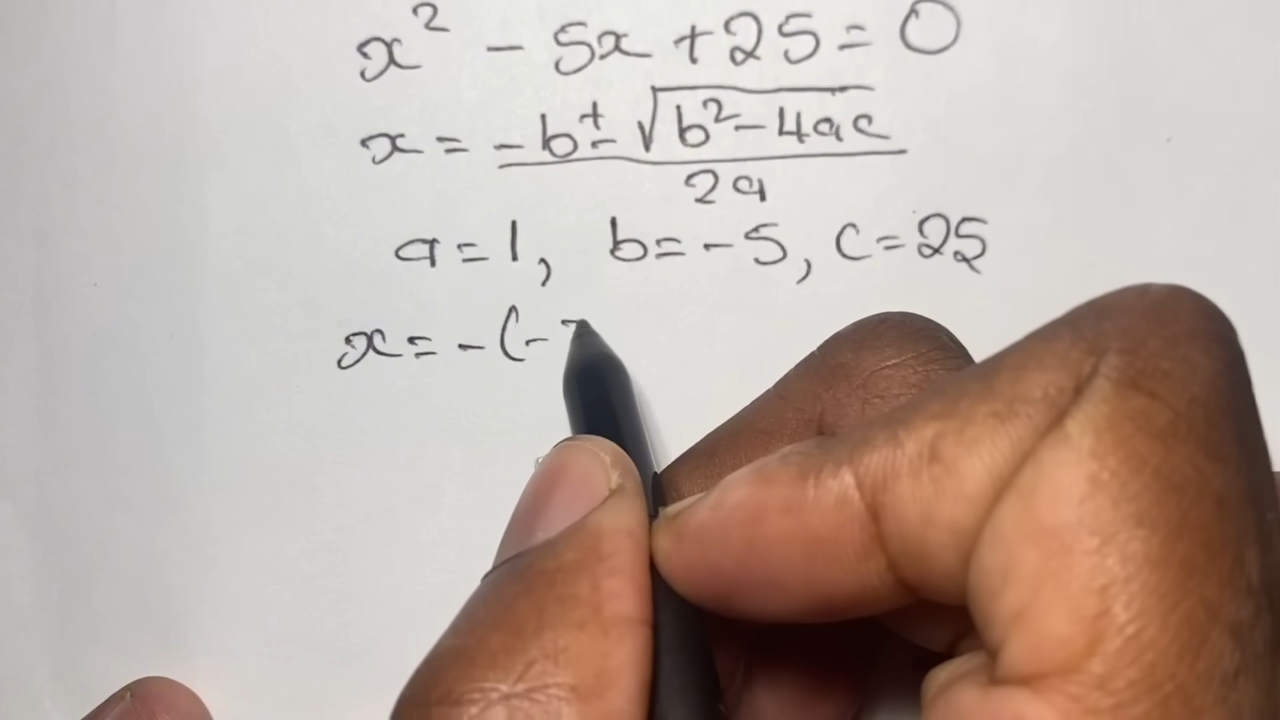 x² - 5x + 25 = 0
x = -b ± √(b² - 4ac) / 2a
a = 1, b = -5, c = 25
x = -(-